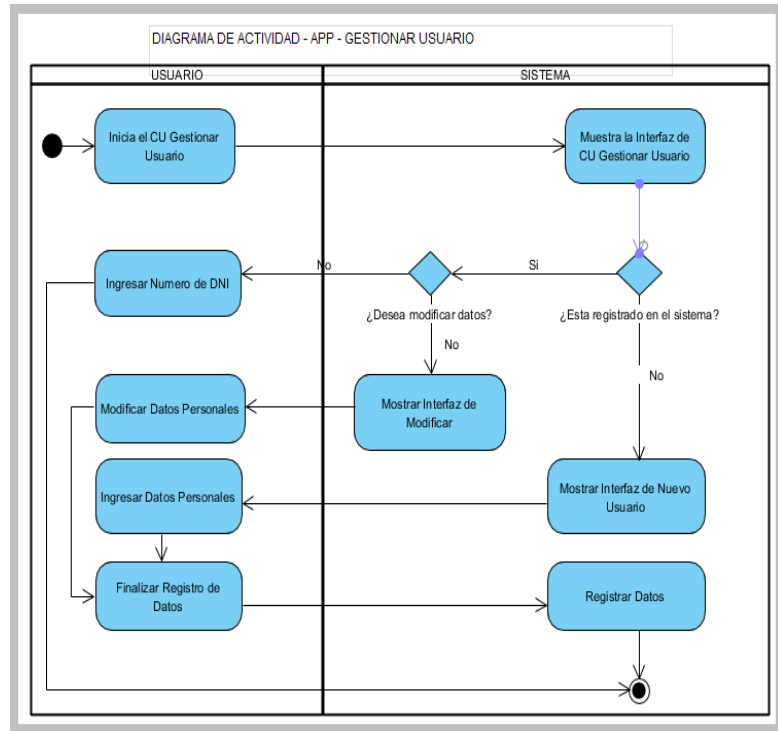 DIAGRAMA DE ACTIVIDAD - APP - GESTIONAR USUARIO
USUARIO
SISTEMA
Inicia el CU Gestionar
Usuario
Muestra la Interfaz de
CU Gestionar Usuario
Ingresar Numero de DNI
No
Si
¿Desea modificar datos?
¿Esta registrado en el sistema?
No
No
Modificar Datos Personales
Mostrar Interfaz de
Modificar
Ingresar Datos Personales
Mostrar Interfaz de Nuevo
Usuario
Finalizar Registro de
Datos
Registrar Datos